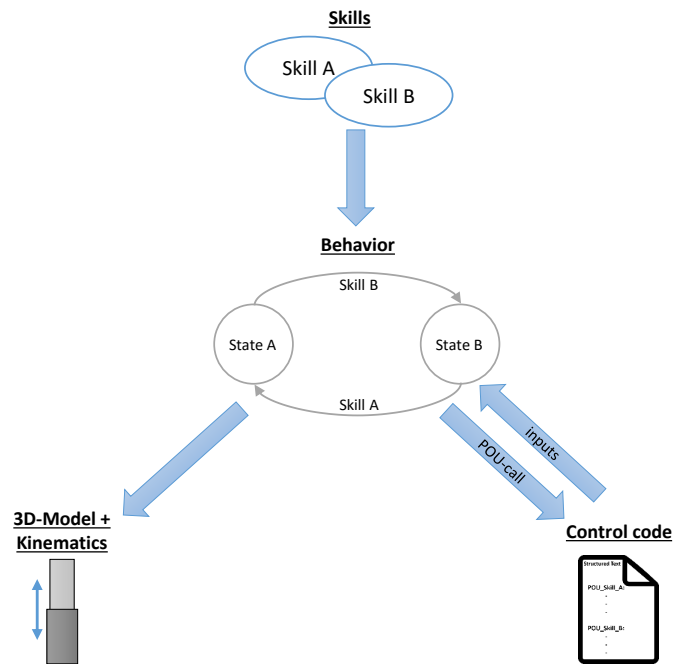 Skills
Skill A
Skill B
Behavior
Skill B
State A
State B
Skill A
inputs
POU-call
3D-Model +
Kinematics
Control code
Structured Text
POU_Skill_A:
.
.
.
POU_Skill_B:
.
.
.